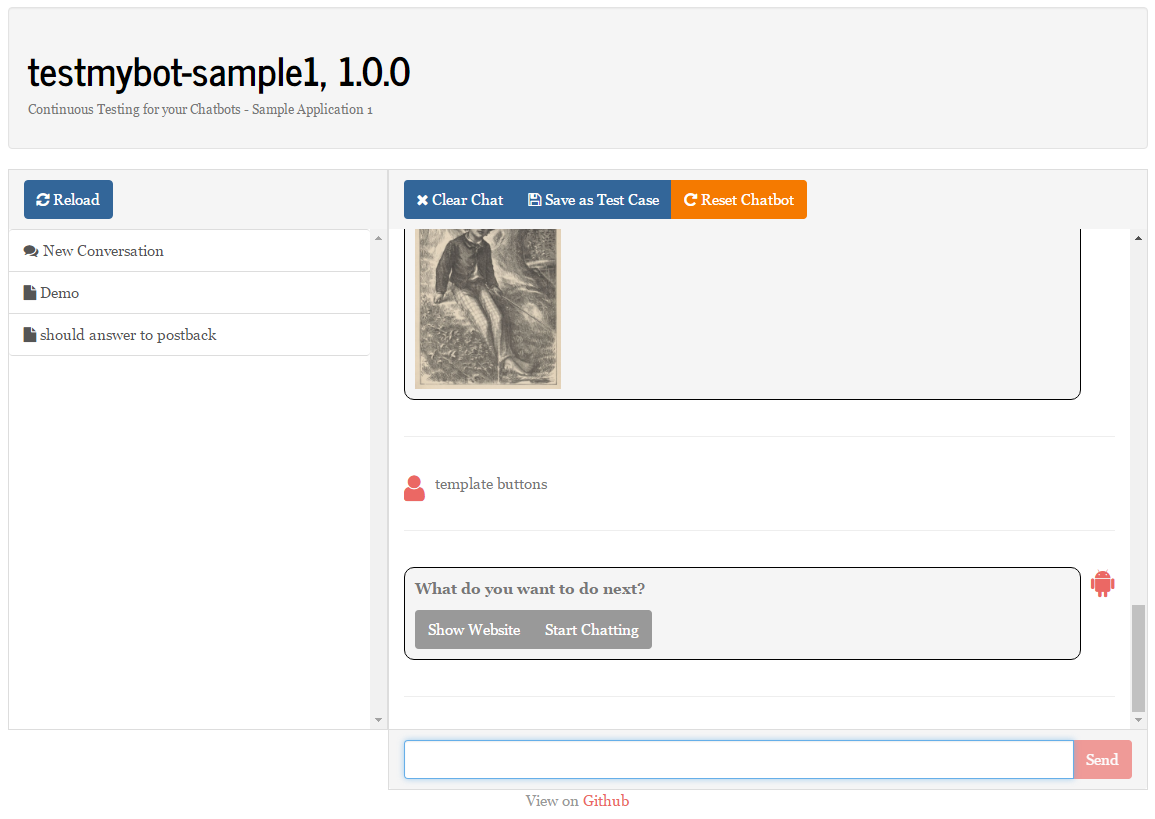 testmybot-sample1, 1.0.0
Continuous Testing for your Chatbots - Sample Application 1
Reload
Clear Chat Save as Test Case Reset Chatbot
New Conversation
Demo
should answer to postback
template buttons
What do you want to do next?
Show Website Start Chatting
Send
View on Github